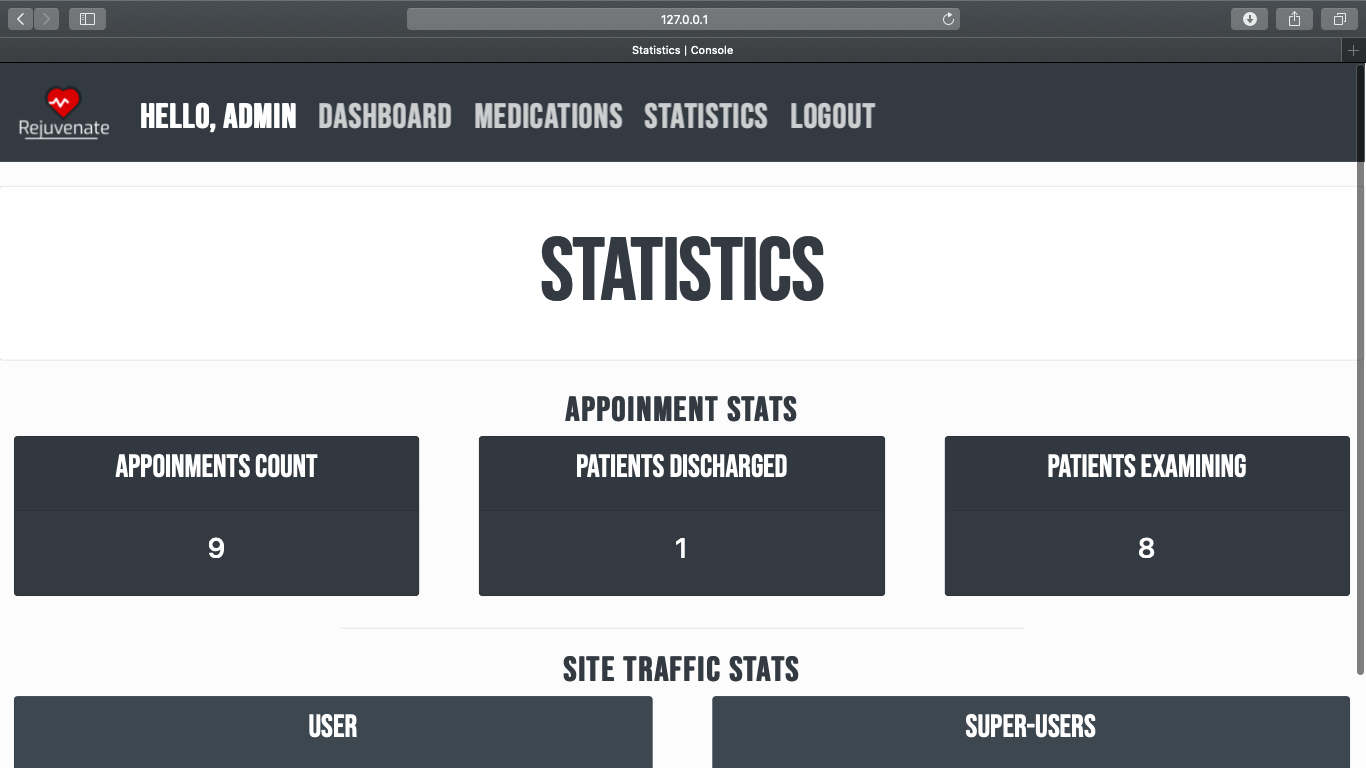 127.0.0.1
Statistics | Console
Rejuvenate
HELLO, ADMIN DASHBOARD MEDICATIONS STATISTICS LOGOUT
STATISTICS
APPOINMENT STATS
APPOINMENTS COUNT PATIENTS DISCHARGED PATIENTS EXAMINING
9 1 8
SITE TRAFFIC STATS
USER SUPER-USERS